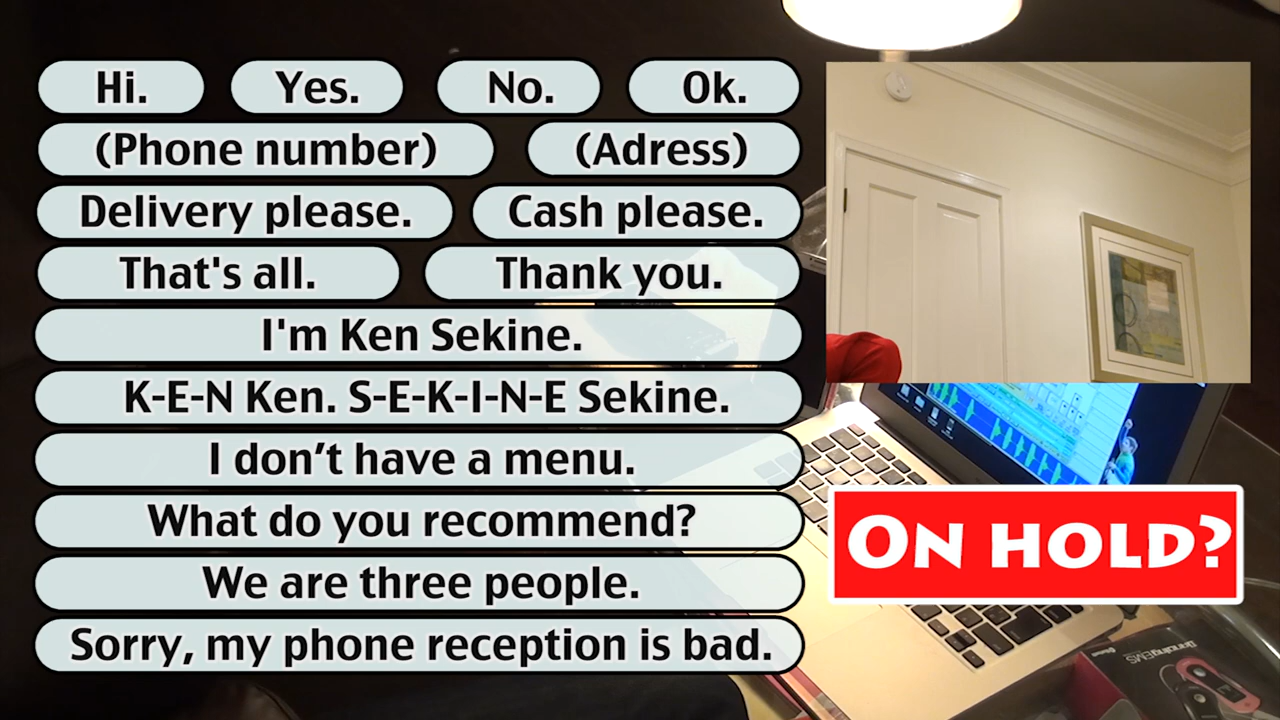 Hi. Yes. No. Ok.
(Phone number) (Adress)
Delivery please. Cash please.
That's all. Thank you.
I'm Ken Sekine.
K-E-N Ken. S-E-K-I-N-E Sekine.
I don’t have a menu.
What do you recommend?
We are three people.
Sorry, my phone reception is bad.
ON HOLD?